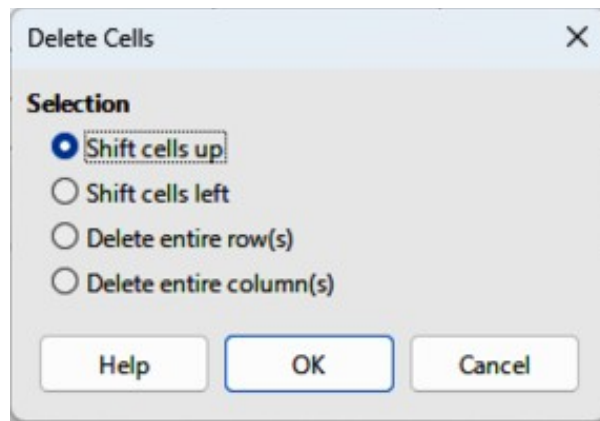 Delete Cells
Selection
Shift cells up
Shift cells left
Delete entire row(s)
Delete entire column(s)
Help OK Cancel